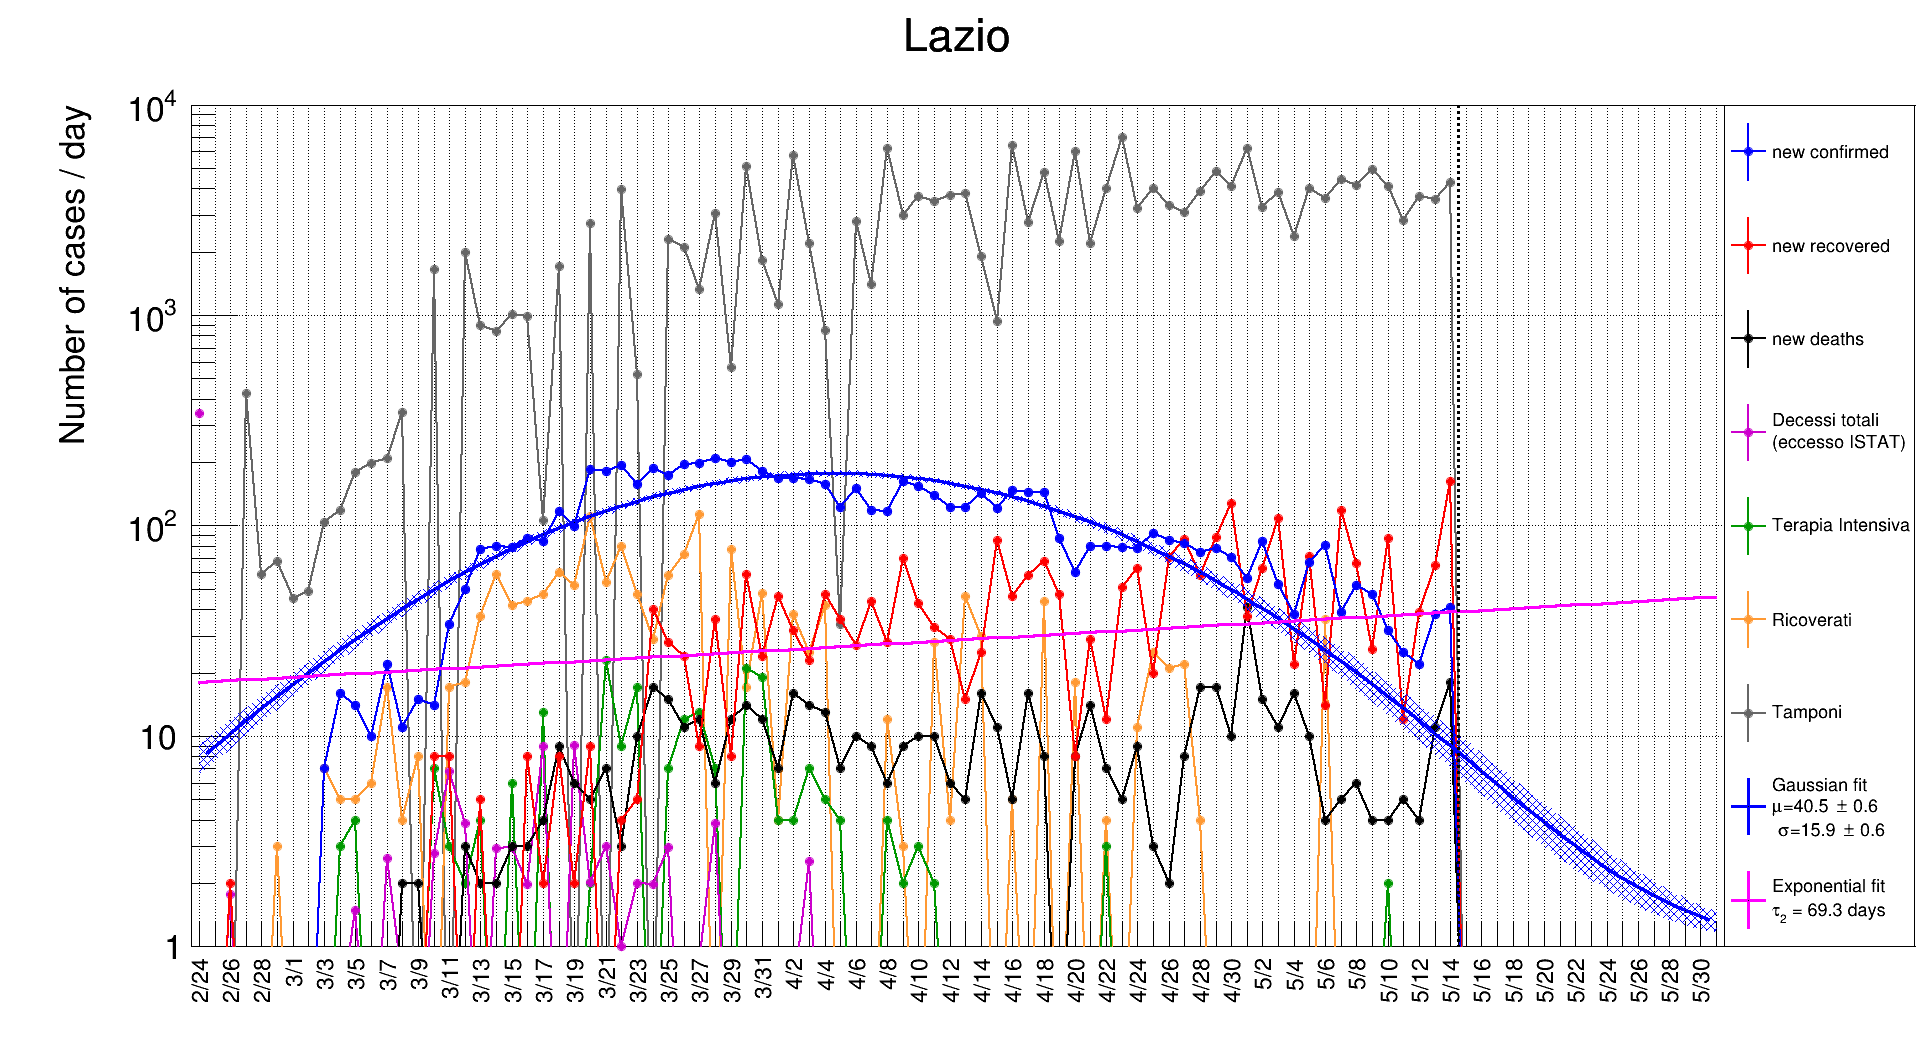 Lazio
Number of cases / day
10⁴
10³
10²
10
1
2/24 2/26 2/28 3/1 3/3 3/5 3/7 3/9 3/11 3/13 3/15 3/17 3/19 3/21 3/23 3/25 3/27 3/29 3/31 4/2 4/4 4/6 4/8 4/10 4/12 4/14 4/16 4/18 4/20 4/22 4/24 4/26 4/28 4/30 5/2 5/4 5/6 5/8 5/10 5/12 5/14 5/16 5/18 5/20 5/22 5/24 5/26 5/28 5/30
new confirmed
new recovered
new deaths
Decessi totali
(eccesso ISTAT)
Terapia Intensiva
Ricoverati
Tamponi
Gaussian fit
μ=40.5 ± 0.6
σ=15.9 ± 0.6
Exponential fit
τ₂ = 69.3 days